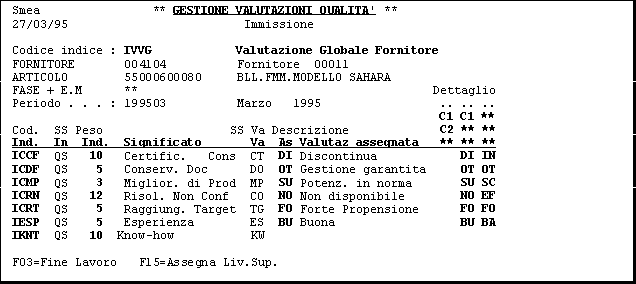 Smea ** GESTIONE VALUTAZIONI QUALITA' **
27/03/95 Immissione
Codice indice : IVVG Valutazione Globale Fornitore
FORNITORE 004104 Fornitore 00011
ARTICOLO 55000600080 BLL.FMM.MODELLO SAHARA
FASE + E.M ** Dettaglio
Periodo . . . : 199503 Marzo 1995 .. .. ..
C1 C1 **
Cod. SS Peso SS Va Descrizione C2 ** **
Ind. In Ind. Significato Va As Valutaz assegnata ** ** **
ICCF QS 10 Certific. Cons CT DI Discontinua DI IN
ICDF QS 5 Conserv. Doc DO OT Gestione garantita OT OT
ICMP QS 3 Miglior. di Prod MP SU Potenz. in norma SU SC
ICRN QS 12 Risol. Non Conf CO NO Non disponibile NO EF
ICRT QS 5 Raggiung. Target TG FO Forte Propensione FO FO
IESP QS 5 Esperienza ES BU Buona BU BA
IKNT QS 10 Know-how KW
F03=Fine Lavoro F15=Assegna Liv.Sup.